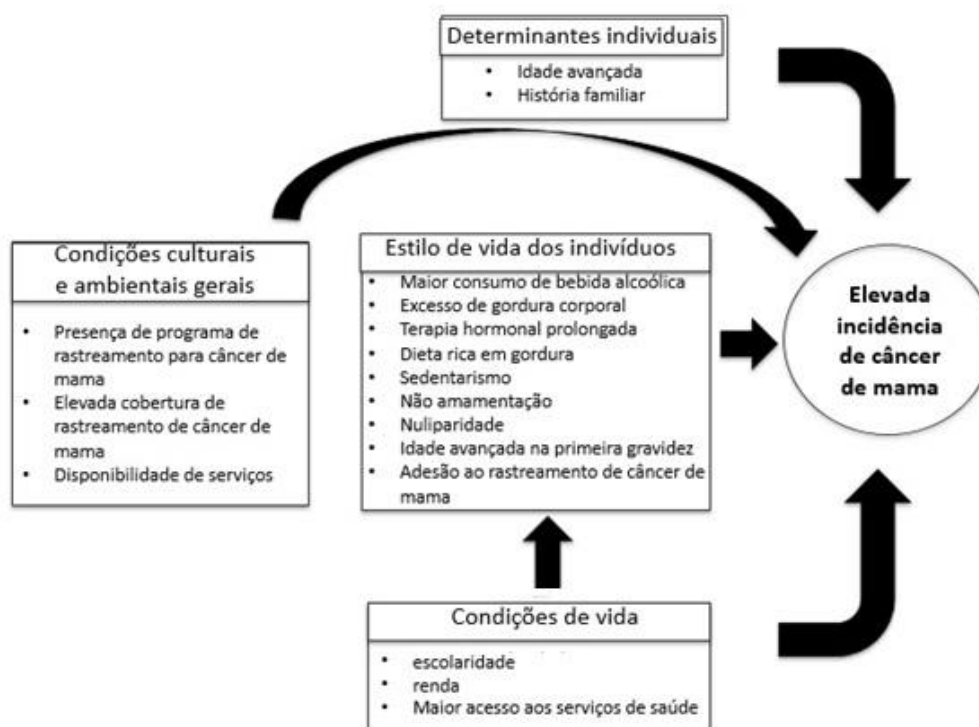 Determinantes individuais
• Idade avançada
• História familiar
Condições culturais
e ambientais gerais
• Presença de programa de
rastreamento para câncer de
mama
• Elevada cobertura de
rastreamento de câncer de
mama
• Disponibilidade de serviços
Estilo de vida dos indivíduos
• Maior consumo de bebida alcoólica
• Excesso de gordura corporal
• Terapia hormonal prolongada
• Dieta rica em gordura
• Sedentarismo
• Não amamentação
• Nuliparidade
• Idade avançada na primeira gravidez
• Adesão ao rastreamento de câncer de
mama
Elevada
incidência
de câncer
de mama
Condições de vida
• escolaridade
• renda
• Maior acesso aos serviços de saúde